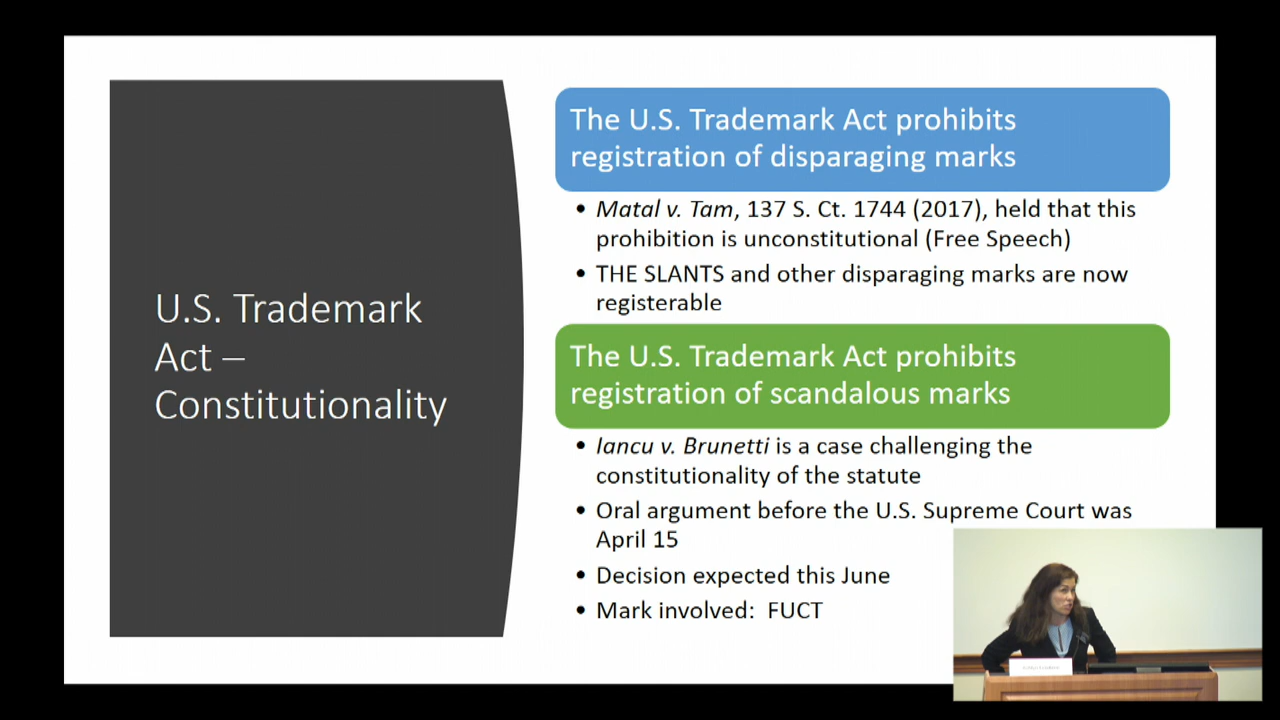 U.S. Trademark
Act –
Constitutionality
The U.S. Trademark Act prohibits
registration of disparaging marks
• Matal v. Tam, 137 S. Ct. 1744 (2017), held that this
prohibition is unconstitutional (Free Speech)
• THE SLANTS and other disparaging marks are now
registerable
The U.S. Trademark Act prohibits
registration of scandalous marks
• Iancu v. Brunetti is a case challenging the
constitutionality of the statute
• Oral argument before the U.S. Supreme Court was
April 15
• Decision expected this June
• Mark involved:  FUCT